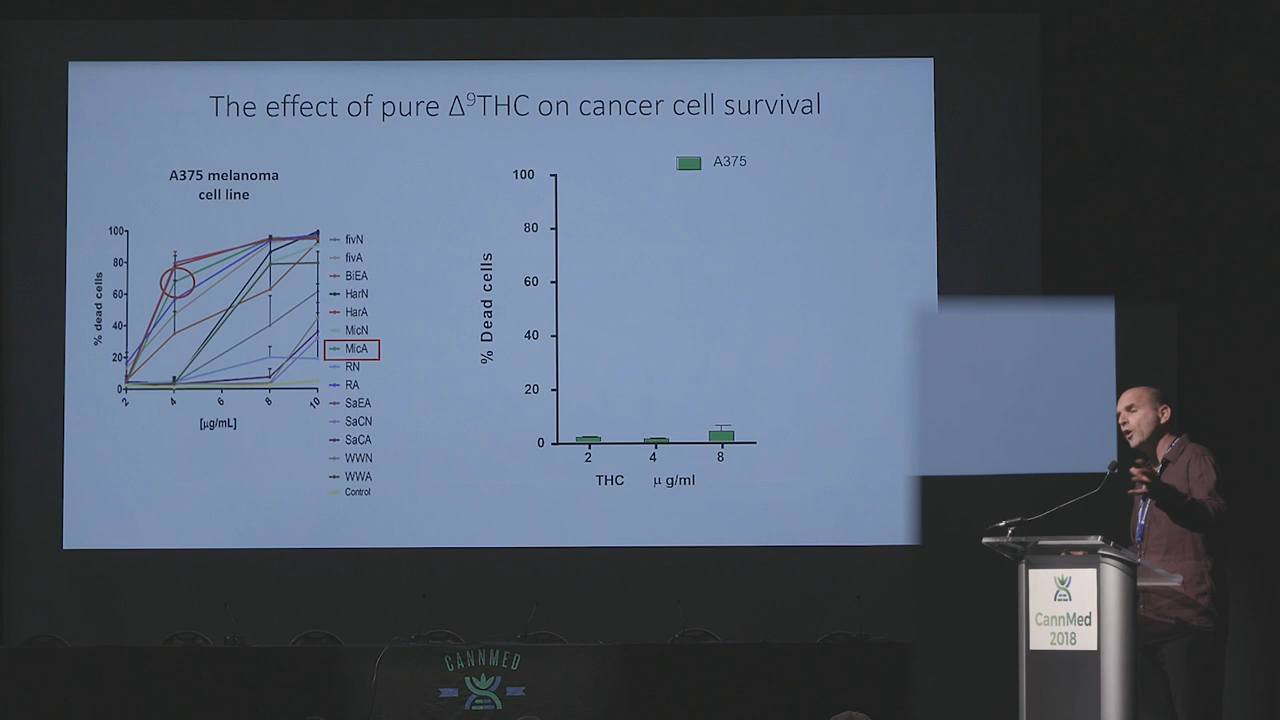 The effect of pure Δ⁹THC on cancer cell survival
A375 melanoma
cell line
100
80
60
40
20
0
% dead cells
2
4
6
8
10
[µg/mL]
fivN
fivA
BiEA
HarN
HarA
MicN
MicA
RN
RA
SaEA
SaCN
SaCA
WWN
WWA
Control
A375
100
80
60
40
20
0
% Dead cells
2
4
8
THC µ g/ml
CannMed
2018
CANNMED